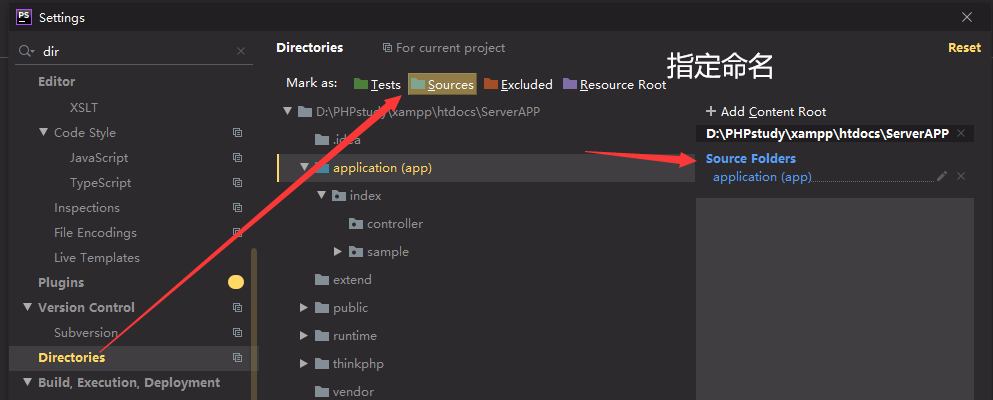 PS Settings
dir
Directories For current project Reset
指定命名
Editor
XSLT
Code Style
JavaScript
TypeScript
Inspections
File Encodings
Live Templates
Plugins
Version Control
Subversion
Directories
Build, Execution, Deployment
Mark as: Tests Sources Excluded Resource Root
D:\PHPstudy\xampp\htdocs\ServerAPP
.idea
application (app)
index
controller
sample
extend
public
runtime
thinkphp
vendor
Add Content Root
D:\PHPstudy\xampp\htdocs\ServerAPP
Source Folders
application (app)